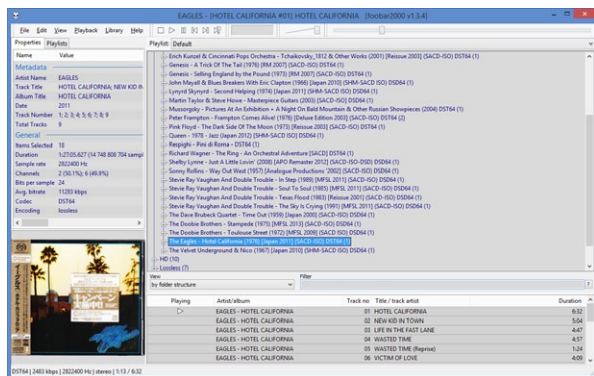 EAGLES - [HOTEL CALIFORNIA #01] HOTEL CALIFORNIA [foobar2000 v1.3.4]
File Edit View Playback Library Help
Properties Playlists
Name Value
Metadata
Artist Name EAGLES
Track Title HOTEL CALIFORNIA; NEW KID IN
Album Title HOTEL CALIFORNIA
Date 2011
Track Number 1; 2; 3; 4; 5; 6; 7; 8; 9
Total Tracks 9
General
Items Selected 18
Duration 1:27:05.627 (14 748 808 704 sampl
Sample rate 2822400 Hz
Channels 2 (50.1%); 6 (49.9%)
Bits per sample 24
Avg. bitrate 11283 kbps
Codec DST64
Encoding lossless
Playlist: Default
Erich Kunzel & Cincinnati Pops Orchestra - Tchaikovsky_1812 & Other Works (2001) [Reissue 2003] (SACD-ISO) DST64 (1)
Genesis - A Trick Of The Tail (1976) [RM 2007] (SACD-ISO) DST64 (1)
Genesis - Selling England by the Pound (1973) [RM 2007] (SACD-ISO) DST64 (1)
John Mayall & Blues Breakers With Eric Clapton (1966) [Japan 2010] (SHM-SACD ISO) DSD64 (1)
Lynyrd Skynyrd - Second Helping (1974) [Japan 2011] (SHM-SACD ISO) DSD64 (1)
Martin Taylor & Steve Howe - Masterpiece Guitars (2003) (SACD-ISO) DST64 (1)
Mussorgsky - Pictures At An Exhibition + A Night On Bald Mountain & Other Russian Showpieces (2004) DST64 (1)
Peter Frampton - Frampton Comes Alive! (1976) [Deluxe Edition 2003] (SACD-ISO) DST64 (2)
Pink Floyd - The Dark Side Of The Moon (1973) [Reissue 2003] (SACD-ISO) DST64 (1)
Queen - 1978 - Jazz (Japan 2012) [SHM-SACD ISO] DSD64 (1)
Respighi - Pini di Roma - DST64 (1)
Richard Wagner - The Ring - An Orchestral Adventure [SACD] DST64 (1)
Shelby Lynne - Just A Little Lovin' (2008) [APO Remaster 2012] (SACD-ISO-DSD) DSD64 (1)
Sonny Rollins - Way Out West (1957) [Analogue Productions '2002] (SACD-ISO) DST64 (1)
Stevie Ray Vaughan And Double Trouble - In Step (1989) [MFSL 2011] (SACD-ISO) DST64 (1)
Stevie Ray Vaughan And Double Trouble - Soul To Soul (1985) [MFSL 2011] (SACD-ISO) DST64 (1)
Stevie Ray Vaughan And Double Trouble - Texas Flood (1983) [Reissue 2001] (SACD-ISO) DST64 (1)
Stevie Ray Vaughan And Double Trouble - The Sky Is Crying (1991) [MFSL 2011] (SACD-ISO) DST64 (1)
The Dave Brubeck Quartet - Time Out (1959) [Japan 2000] (SACD-ISO) DST64 (1)
The Doobie Brothers - Stampede (1975) [MFSL 2013] (SACD-ISO) DST64 (1)
The Doobie Brothers - Toulouse Street (1972) [MFSL 2009] (SACD ISO) DST64 (1)
The Eagles - Hotel California (1976) [Japan 2011] (SACD-ISO) DST64 (1)
The Velvet Underground & Nico (1967) [Japan 2010] (SHM-SACD ISO) DSD64 (1)
HD (10)
Lossless (7)
View
by folder structure
Filter
?
Playing Artist/album Track no Title / track artist Duration
EAGLES - HOTEL CALIFORNIA 01 HOTEL CALIFORNIA 6:32
EAGLES - HOTEL CALIFORNIA 02 NEW KID IN TOWN 5:04
EAGLES - HOTEL CALIFORNIA 03 LIFE IN THE FAST LANE 4:47
EAGLES - HOTEL CALIFORNIA 04 WASTED TIME 4:57
EAGLES - HOTEL CALIFORNIA 05 WASTED TIME (Reprise) 1:24
EAGLES - HOTEL CALIFORNIA 06 VICTIM OF LOVE 4:09
DST64 | 2483 kbps | 2822400 Hz | stereo | 1:13 / 6:32